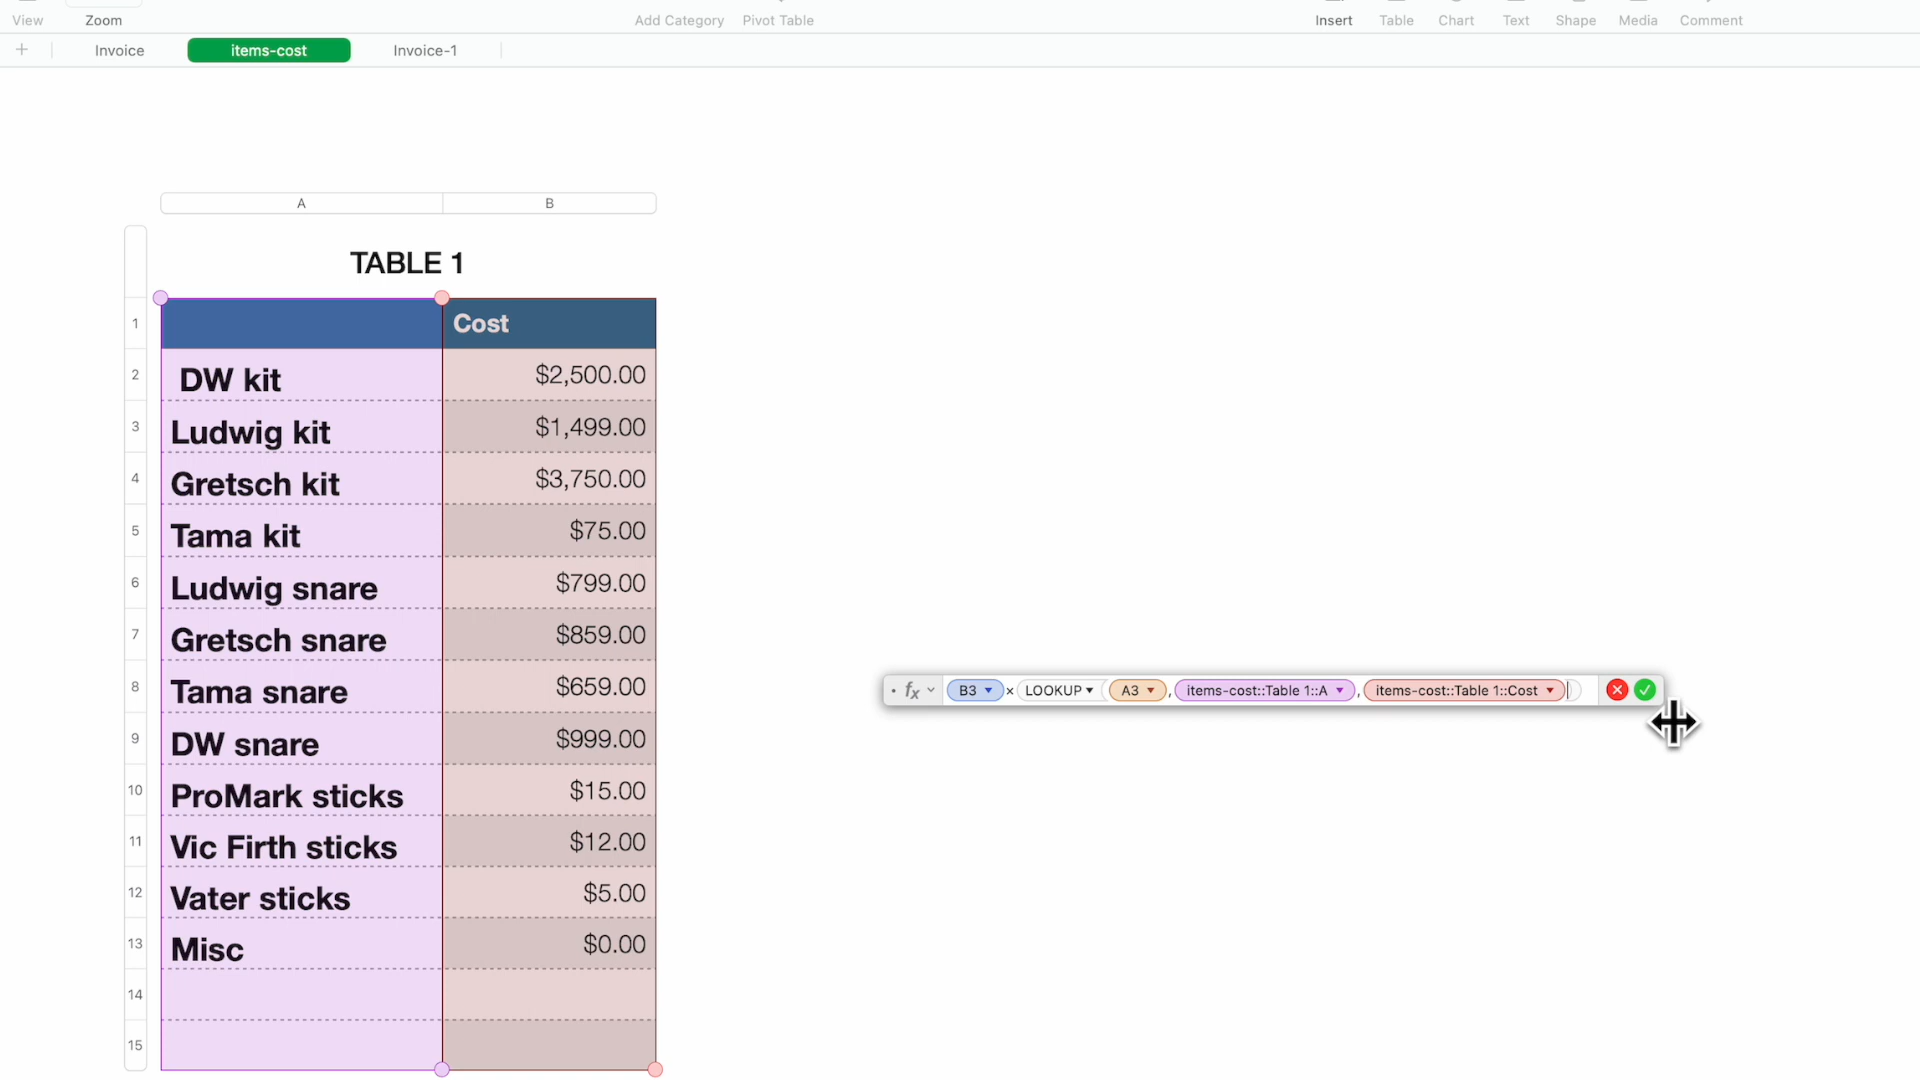 View Zoom Add Category Pivot Table Insert Table Chart Text Shape Media Comment
+ Invoice items-cost Invoice-1
A B
TABLE 1
1 Cost
2 DW kit $2,500.00
3 Ludwig kit $1,499.00
4 Gretsch kit $3,750.00
5 Tama kit $75.00
6 Ludwig snare $799.00
7 Gretsch snare $859.00
fx B3 × LOOKUP A3 , items-cost::Table 1::A , items-cost::Table 1::Cost
8 Tama snare $659.00
9 DW snare $999.00
10 ProMark sticks $15.00
11 Vic Firth sticks $12.00
12 Vater sticks $5.00
13 Misc $0.00
14
15